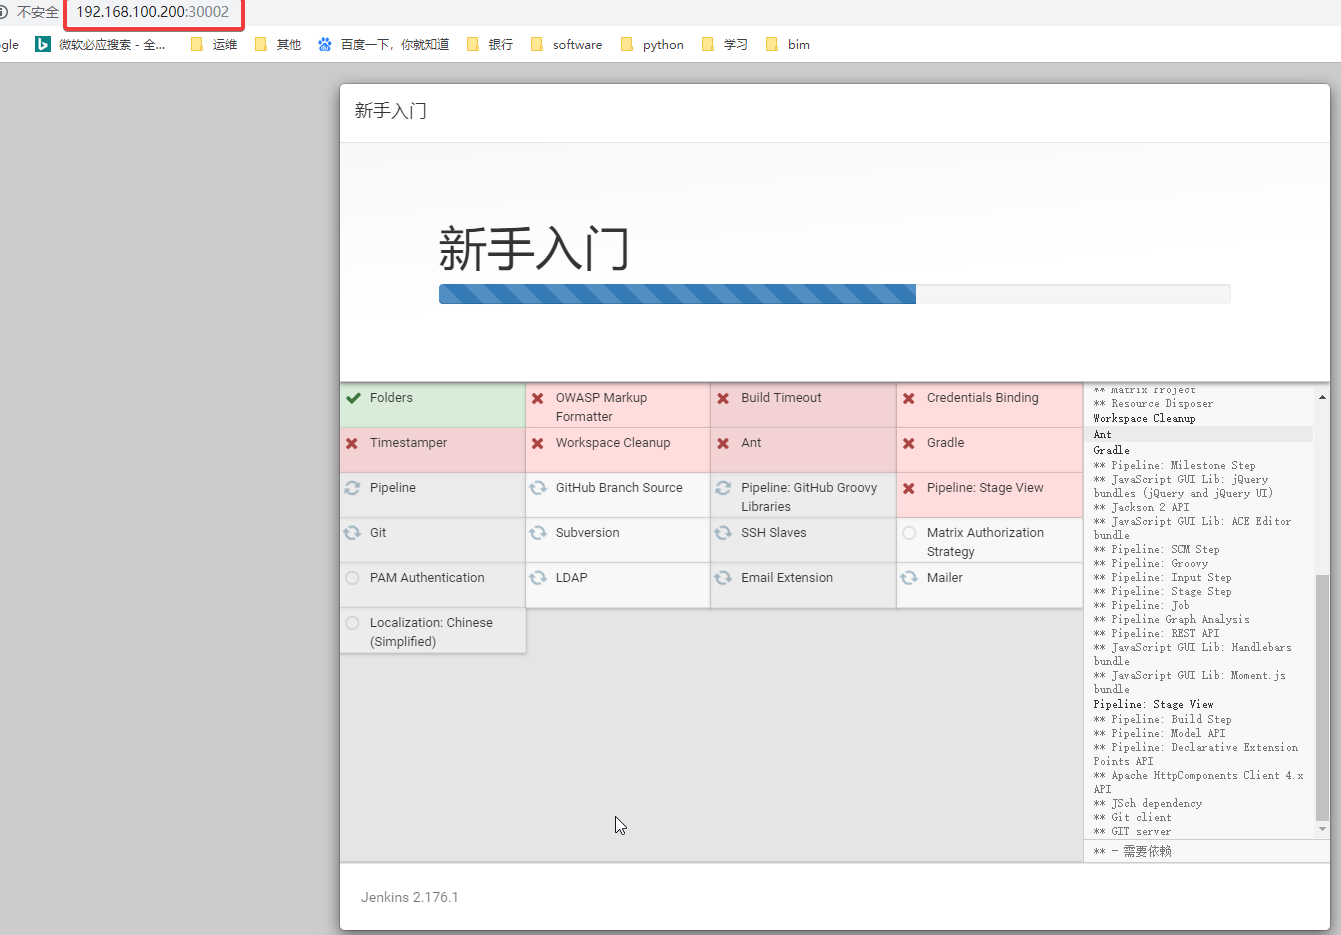 不安全 192.168.100.200:30002
gle 微软必应搜索 - 全... 运维 其他 百度一下，你就知道 银行 software python 学习 bim
新手入门
新手入门
Folders
OWASP Markup
Formatter
Build Timeout
Credentials Binding
Timestamper
Workspace Cleanup
Ant
Gradle
Pipeline
GitHub Branch Source
Pipeline: GitHub Groovy
Libraries
Pipeline: Stage View
Git
Subversion
SSH Slaves
Matrix Authorization
Strategy
PAM Authentication
LDAP
Email Extension
Mailer
Localization: Chinese
(Simplified)
** Matrix Project
** Resource Disposer
Workspace Cleanup
Ant
Gradle
** Pipeline: Milestone Step
** JavaScript GUI Lib: jQuery
bundles (jQuery and jQuery UI)
** Jackson 2 API
** JavaScript GUI Lib: ACE Editor
bundle
** Pipeline: SCM Step
** Pipeline: Groovy
** Pipeline: Input Step
** Pipeline: Stage Step
** Pipeline: Job
** Pipeline Graph Analysis
** Pipeline: REST API
** JavaScript GUI Lib: Handlebars
bundle
** JavaScript GUI Lib: Moment.js
bundle
Pipeline: Stage View
** Pipeline: Build Step
** Pipeline: Model API
** Pipeline: Declarative Extension
Points API
** Apache HttpComponents Client 4.x
API
** JSch dependency
** Git client
** GIT server
** - 需要依赖
Jenkins 2.176.1